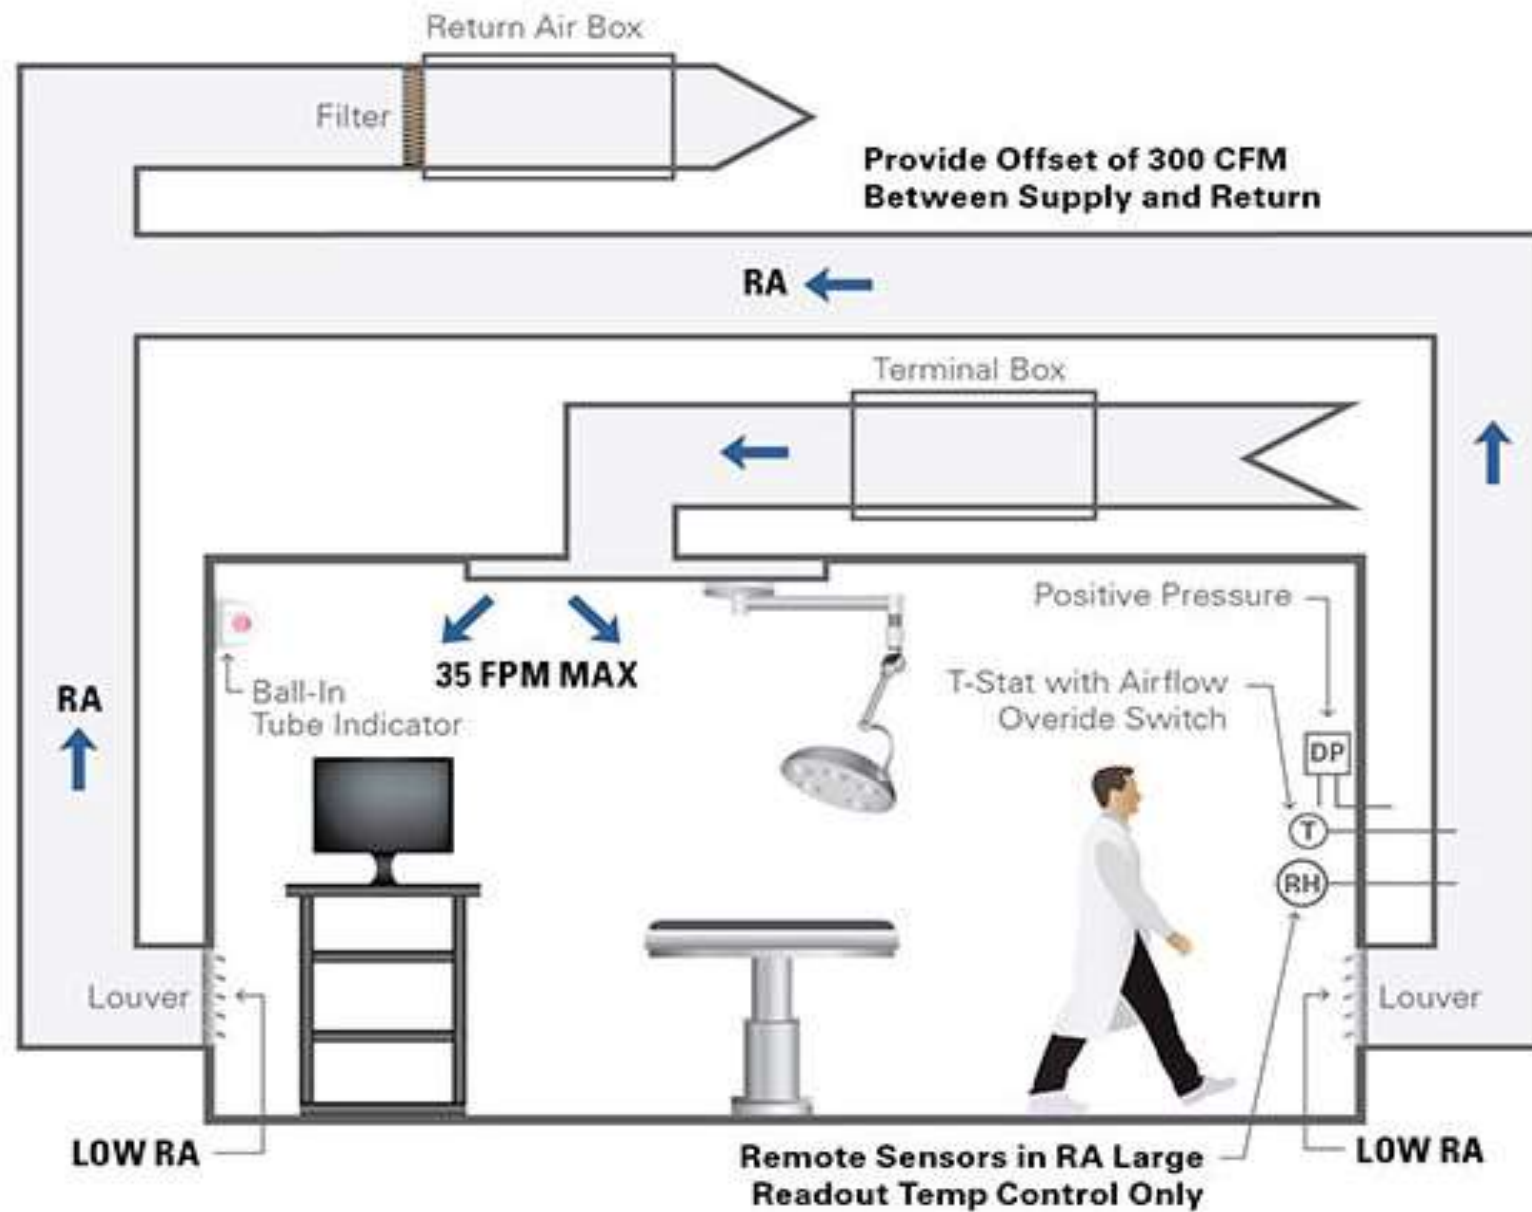 Return Air Box
Filter
Provide Offset of 300 CFM
Between Supply and Return
RA
Terminal Box
Positive Pressure
35 FPM MAX
T-Stat with Airflow
Overide Switch
RA
Ball-In
Tube Indicator
DP
T
RH
Louver
Louver
LOW RA
Remote Sensors in RA Large
Readout Temp Control Only
LOW RA